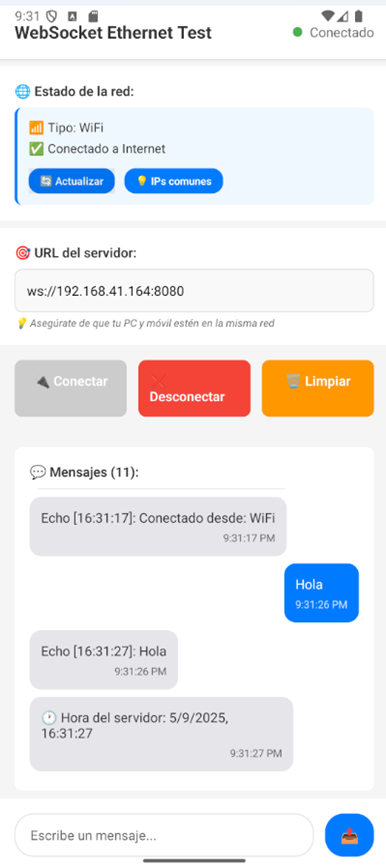 9:31
WebSocket Ethernet Test
Conectado
🌐 Estado de la red:
📶 Tipo: WiFi
✅ Conectado a Internet
🔄 Actualizar
💡 IPs comunes
🎯 URL del servidor:
ws://192.168.41.164:8080
💡 Asegúrate de que tu PC y móvil estén en la misma red
🔌 Conectar
❌
Desconectar
🗑️ Limpiar
💬 Mensajes (11):
Echo [16:31:17]: Conectado desde: WiFi
9:31:17 PM
Hola
9:31:26 PM
Echo [16:31:27]: Hola
9:31:26 PM
🕐 Hora del servidor: 5/9/2025,
16:31:27
9:31:27 PM
Escribe un mensaje...